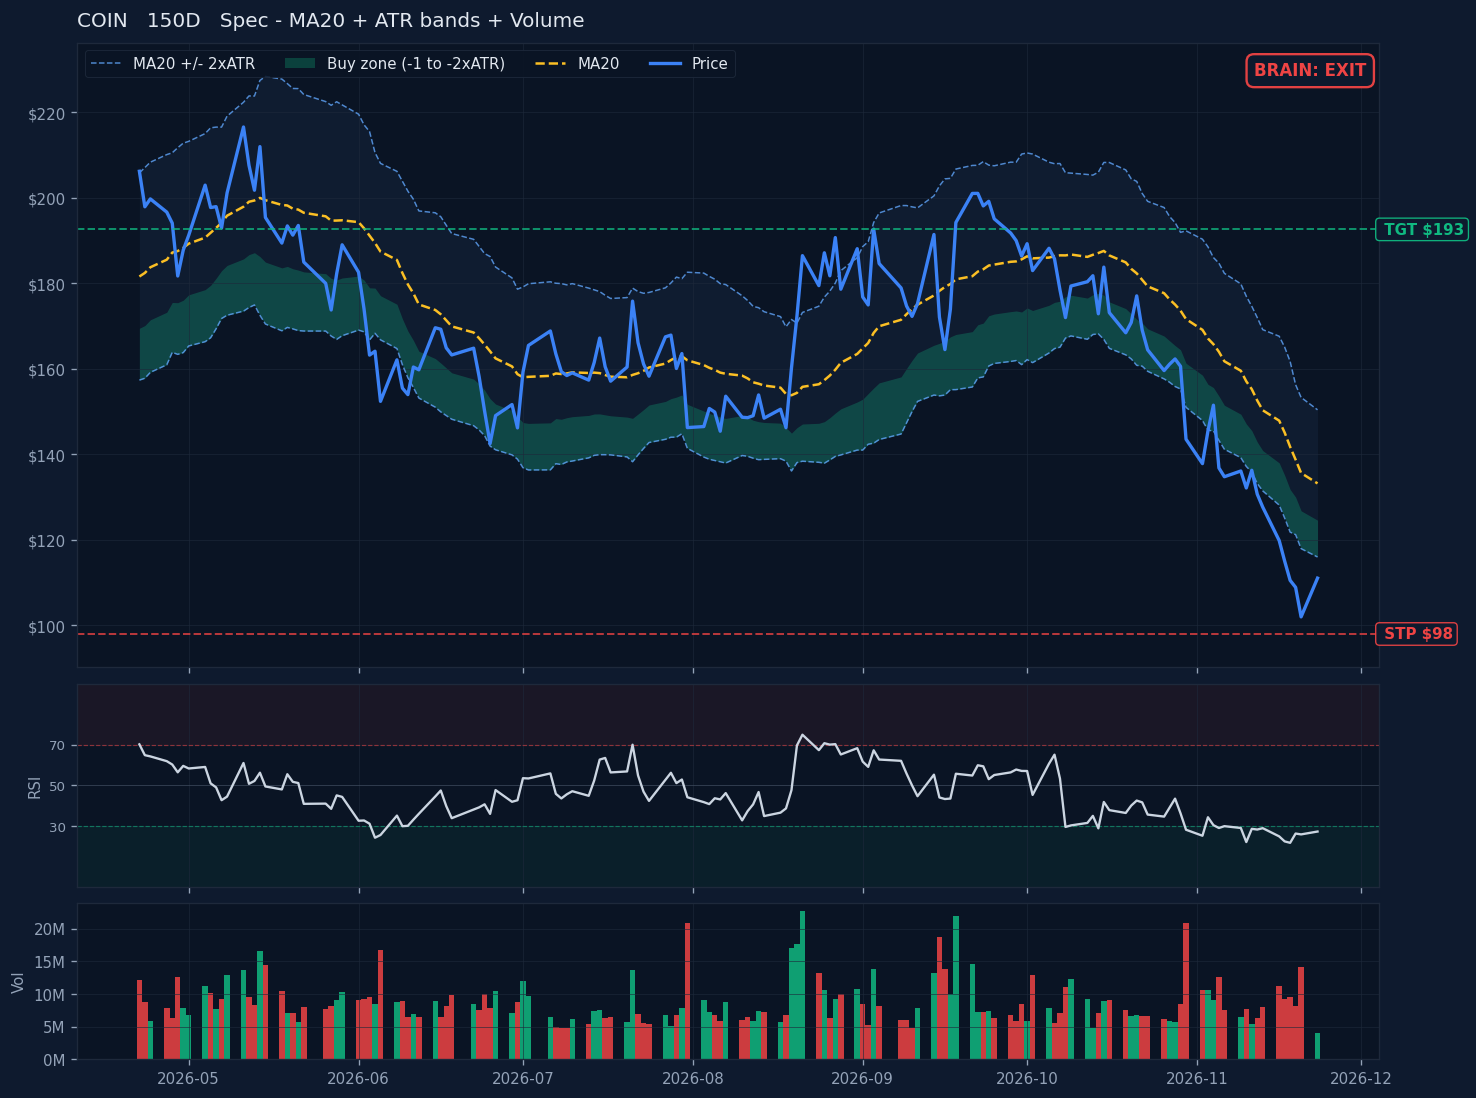 COIN   150D   Spec - MA20 + ATR bands + Volume
MA20 +/- 2xATR   Buy zone (-1 to -2xATR)   MA20   Price
BRAIN: EXIT
$220
$200
$180
$160
$140
$120
$100
TGT $193
STP $98
RSI
70
50
30
Vol
20M
15M
10M
5M
0M
2026-05   2026-06   2026-07   2026-08   2026-09   2026-10   2026-11   2026-12